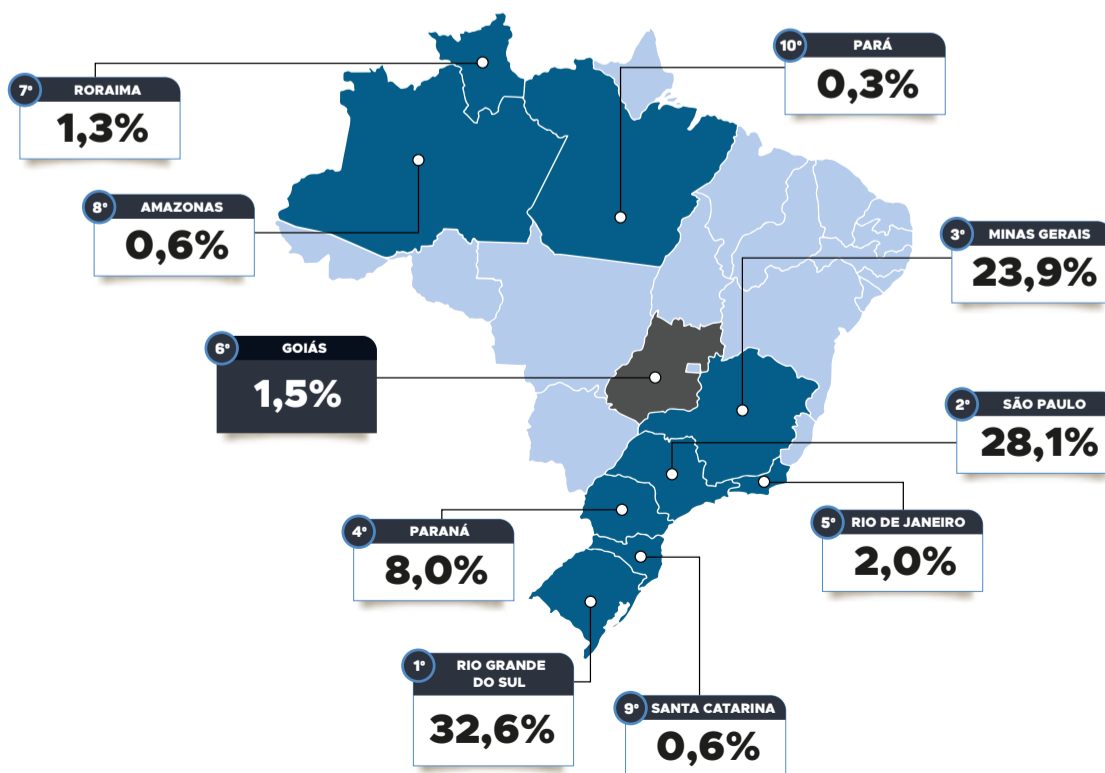 10º PARÁ
0,3%
7º RORAIMA
1,3%
8º AMAZONAS
0,6%
3º MINAS GERAIS
23,9%
6º GOIÁS
1,5%
2º SÃO PAULO
28,1%
4º PARANÁ
8,0%
5º RIO DE JANEIRO
2,0%
1º RIO GRANDE
DO SUL
32,6%
9º SANTA CATARINA
0,6%